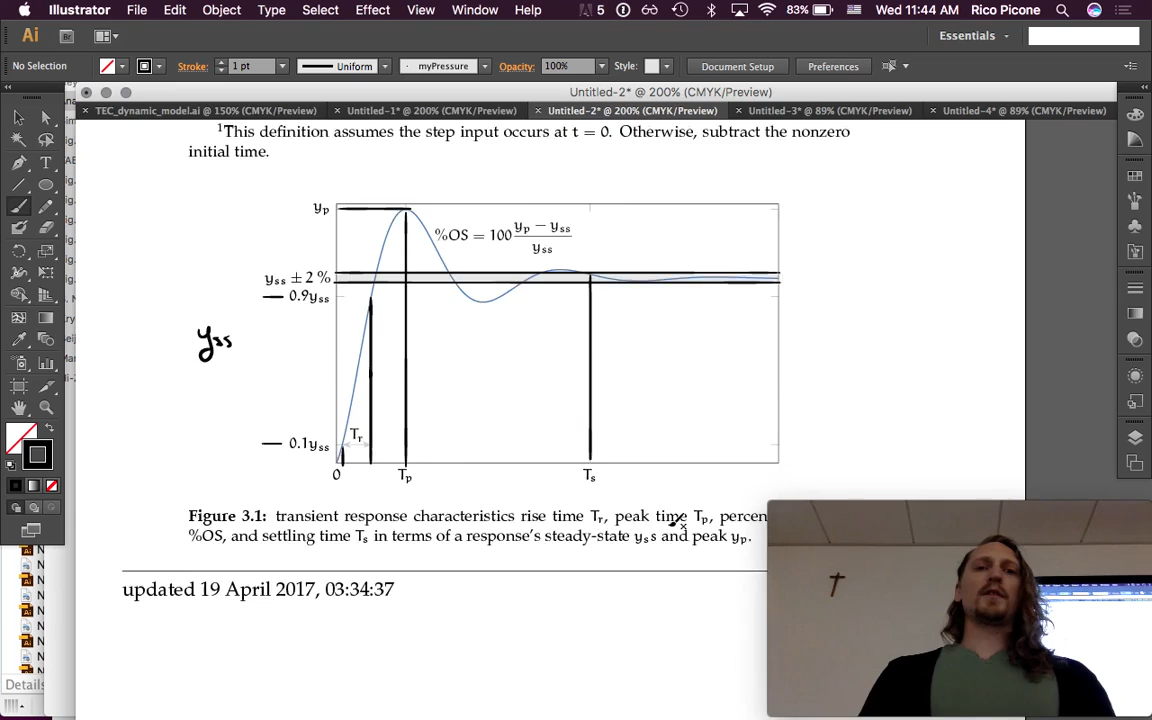 Illustrator File Edit Object Type Select Effect View Window Help 5 83% Wed 11:44 AM Rico Picone
Ai Br Essentials
No Selection Stroke: 1 pt Uniform myPressure Opacity: 100% Style: Document Setup Preferences
Untitled-2* @ 200% (CMYK/Preview)
TEC_dynamic_model.ai @ 150% (CMYK/Preview) Untitled-1* @ 200% (CMYK/Preview) Untitled-2* @ 200% (CMYK/Preview) Untitled-3* @ 89% (CMYK/Preview) Untitled-4* @ 89% (CMYK/Preview)
¹This definition assumes the step input occurs at t = 0. Otherwise, subtract the nonzero
initial time.
yp
%OS = 100 (yp − yss)/yss
yss ± 2 %
0.9yss
yss
Tr
0.1yss
0 Tp Ts
Figure 3.1: transient response characteristics rise time Tr, peak time Tp, percen
%OS, and settling time Ts in terms of a response's steady-state yss and peak yp.
updated 19 April 2017, 03:34:37
Details